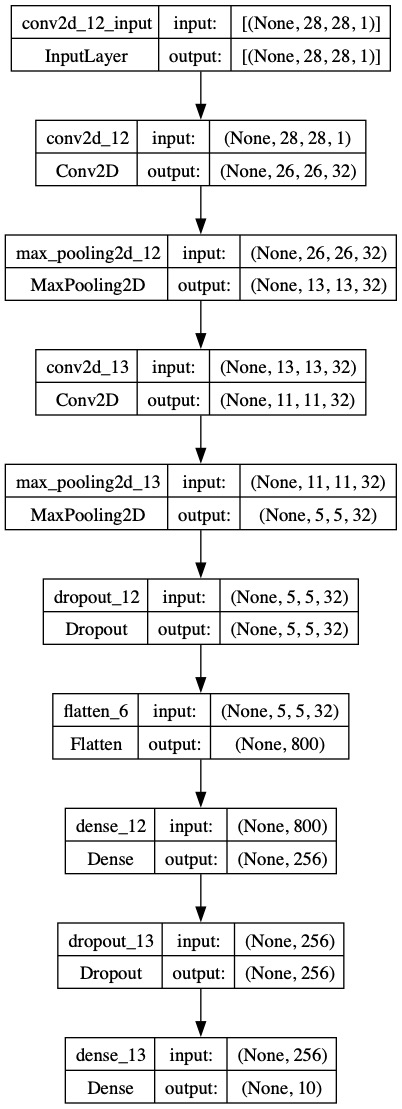 conv2d_12_input input: [(None, 28, 28, 1)]
InputLayer output: [(None, 28, 28, 1)]
conv2d_12 input: (None, 28, 28, 1)
Conv2D output: (None, 26, 26, 32)
max_pooling2d_12 input: (None, 26, 26, 32)
MaxPooling2D output: (None, 13, 13, 32)
conv2d_13 input: (None, 13, 13, 32)
Conv2D output: (None, 11, 11, 32)
max_pooling2d_13 input: (None, 11, 11, 32)
MaxPooling2D output: (None, 5, 5, 32)
dropout_12 input: (None, 5, 5, 32)
Dropout output: (None, 5, 5, 32)
flatten_6 input: (None, 5, 5, 32)
Flatten output: (None, 800)
dense_12 input: (None, 800)
Dense output: (None, 256)
dropout_13 input: (None, 256)
Dropout output: (None, 256)
dense_13 input: (None, 256)
Dense output: (None, 10)